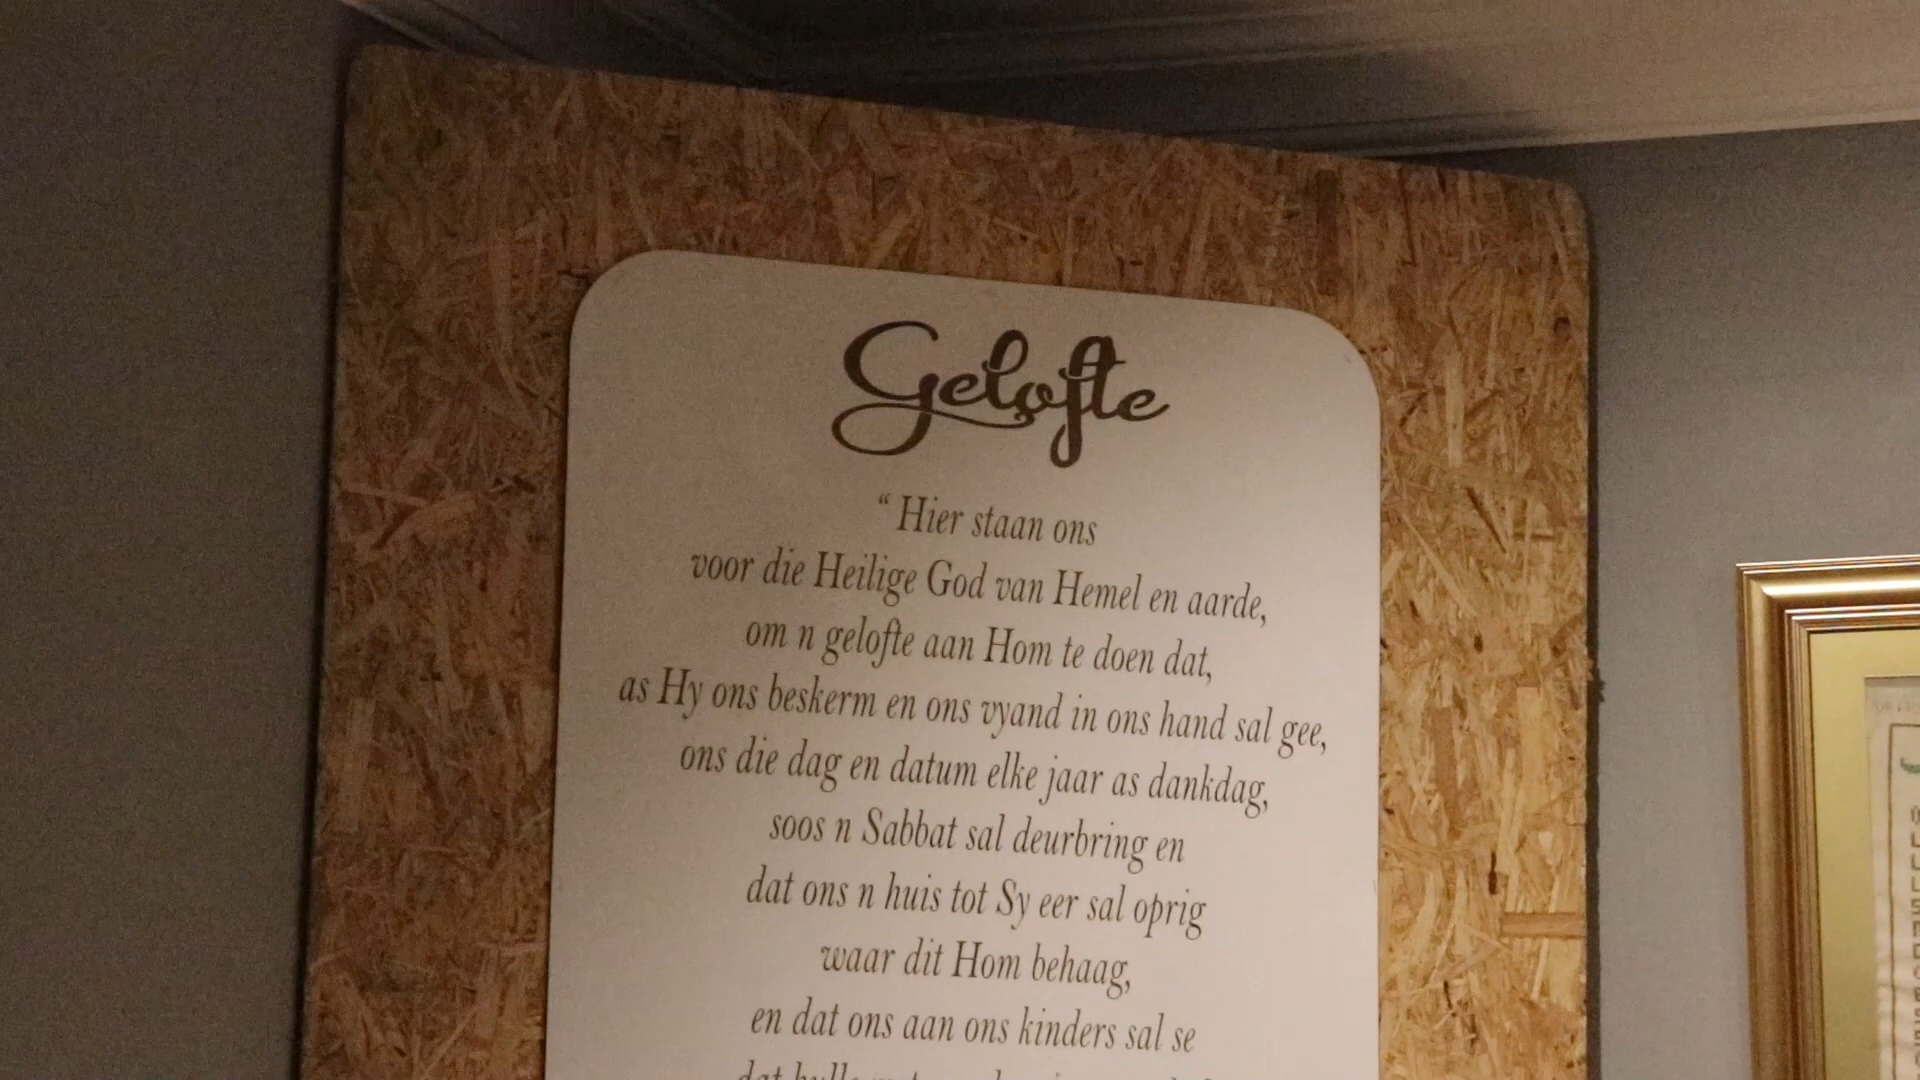 Gelofte
“ Hier staan ons
voor die Heilige God van Hemel en aarde,
om n gelofte aan Hom te doen dat,
as Hy ons beskerm en ons vyand in ons hand sal gee,
ons die dag en datum elke jaar as dankdag,
soos n Sabbat sal deurbring en
dat ons n huis tot Sy eer sal oprig
waar dit Hom behaag,
en dat ons aan ons kinders sal se